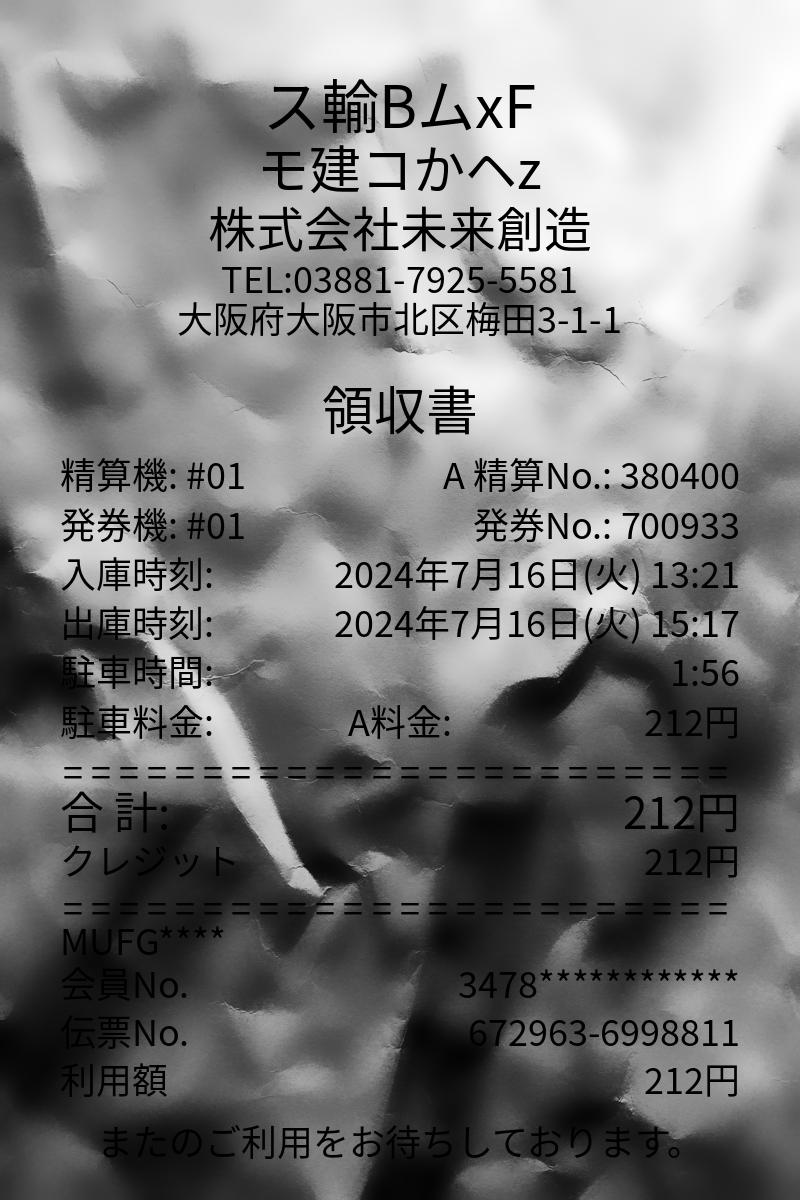 ス輸BムxF
モ建コかヘz
株式会社未来創造
TEL:03881-7925-5581
大阪府大阪市北区梅田3-1-1
領収書
精算機: #01 A 精算No.: 380400
発券機: #01 発券No.: 700933
入庫時刻: 2024年7月16日(火) 13:21
出庫時刻: 2024年7月16日(火) 15:17
駐車時間: 1:56
駐車料金: A料金: 212円
========================
合 計: 212円
クレジット 212円
========================
MUFG****
会員No. 3478************
伝票No. 672963-6998811
利用額 212円
またのご利用をお待ちしております。